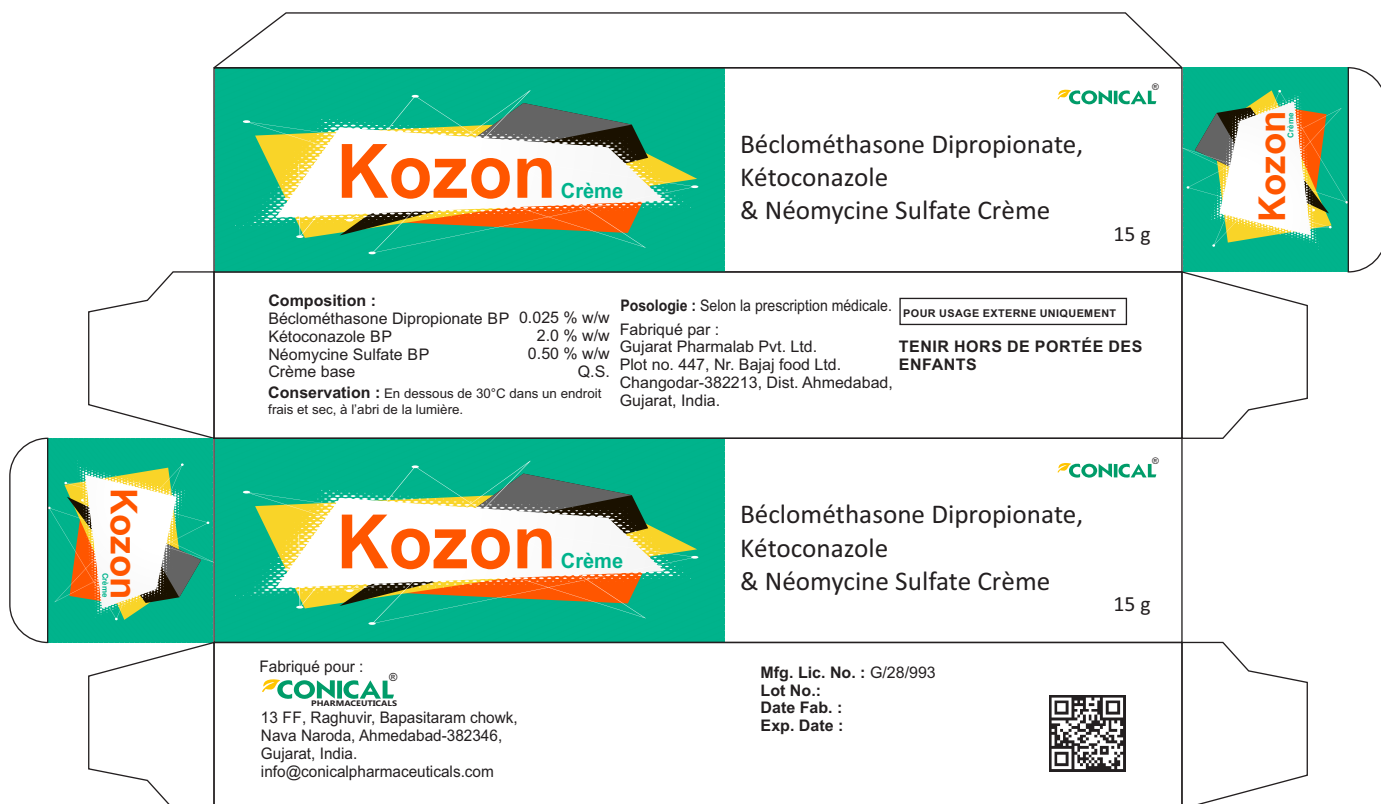 CONICAL®
Kozon Crème
Béclométhasone Dipropionate,
Kétoconazole
& Néomycine Sulfate Crème
15 g
Kozon
Crème
Composition :
Béclométhasone Dipropionate BP 0.025 % w/w
Kétoconazole BP 2.0 % w/w
Néomycine Sulfate BP 0.50 % w/w
Crème base Q.S.
Conservation : En dessous de 30°C dans un endroit
frais et sec, à l'abri de la lumière.
Posologie : Selon la prescription médicale.
Fabriqué par :
Gujarat Pharmalab Pvt. Ltd.
Plot no. 447, Nr. Bajaj food Ltd.
Changodar-382213, Dist. Ahmedabad,
Gujarat, India.
POUR USAGE EXTERNE UNIQUEMENT
TENIR HORS DE PORTÉE DES
ENFANTS
Kozon
Crème
Kozon Crème
CONICAL®
Béclométhasone Dipropionate,
Kétoconazole
& Néomycine Sulfate Crème
15 g
Fabriqué pour :
CONICAL®
PHARMACEUTICALS
13 FF, Raghuvir, Bapasitaram chowk,
Nava Naroda, Ahmedabad-382346,
Gujarat, India.
info@conicalpharmaceuticals.com
Mfg. Lic. No. : G/28/993
Lot No.:
Date Fab. :
Exp. Date :